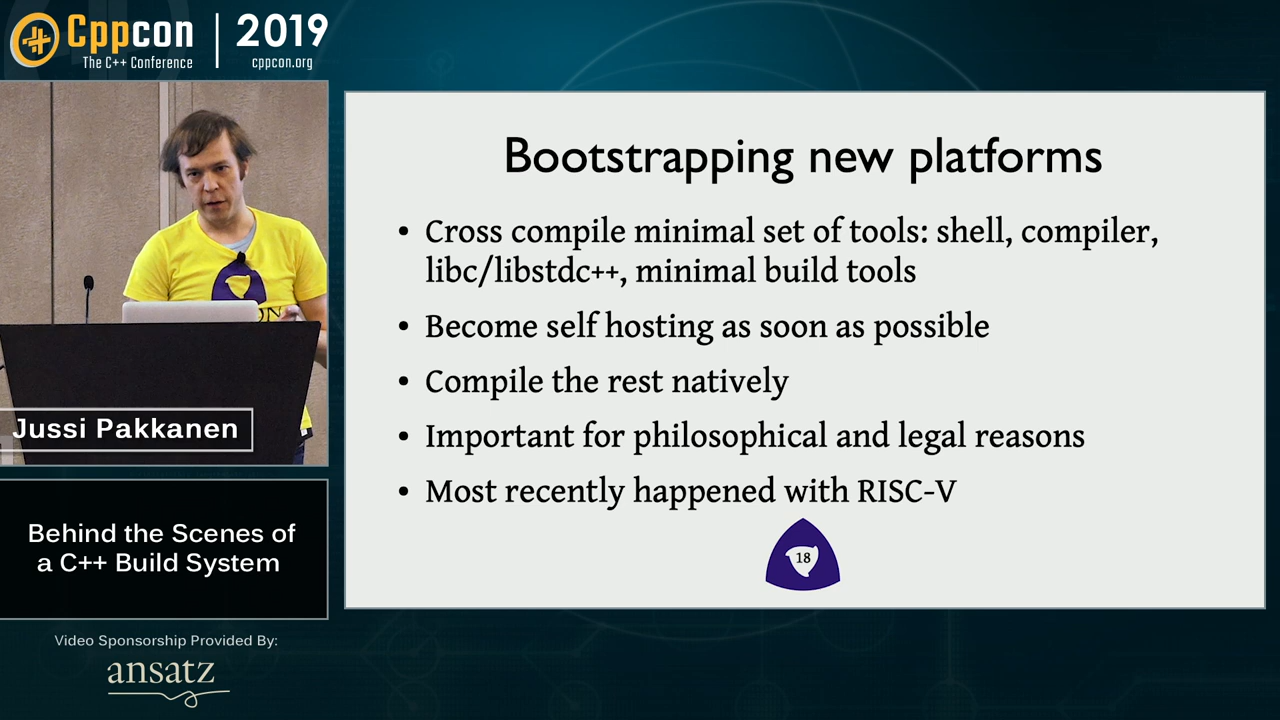 Cppcon
The C++ Conference
2019
cppcon.org
Jussi Pakkanen
Behind the Scenes of
a C++ Build System
Video Sponsorship Provided By:
ansatz
Bootstrapping new platforms
• Cross compile minimal set of tools: shell, compiler,
libc/libstdc++, minimal build tools
• Become self hosting as soon as possible
• Compile the rest natively
• Important for philosophical and legal reasons
• Most recently happened with RISC-V
18